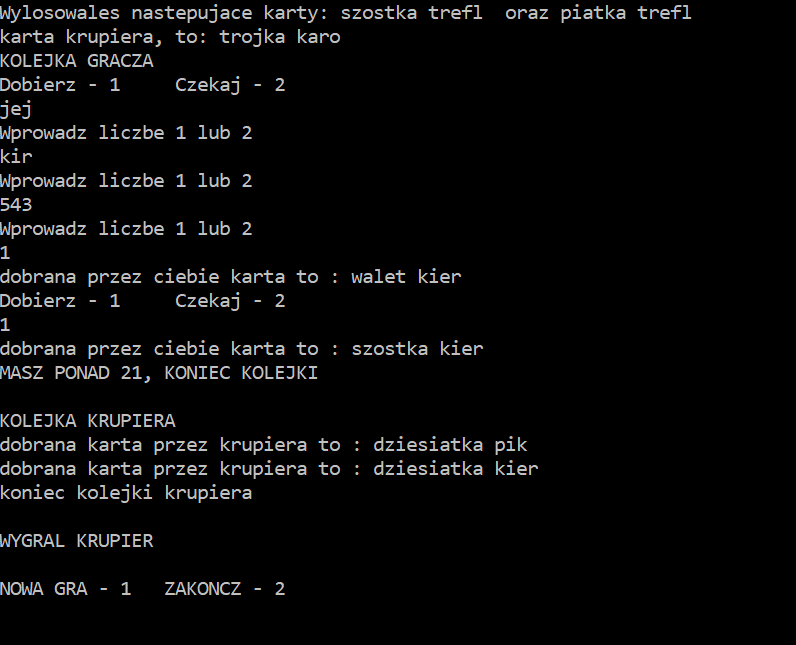 Wylosowales nastepujace karty: szostka trefl  oraz piatka trefl
karta krupiera, to: trojka karo
KOLEJKA GRACZA
Dobierz - 1     Czekaj - 2
jej
Wprowadz liczbe 1 lub 2
kir
Wprowadz liczbe 1 lub 2
543
Wprowadz liczbe 1 lub 2
1
dobrana przez ciebie karta to : walet kier
Dobierz - 1     Czekaj - 2
1
dobrana przez ciebie karta to : szostka kier
MASZ PONAD 21, KONIEC KOLEJKI
KOLEJKA KRUPIERA
dobrana karta przez krupiera to : dziesiatka pik
dobrana karta przez krupiera to : dziesiatka kier
koniec kolejki krupiera
WYGRAL KRUPIER
NOWA GRA - 1   ZAKONCZ - 2